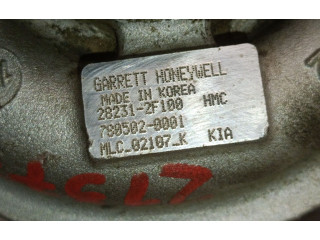 GARRETT HONEYWELL
MADE IN KOREA
28231-2F100 HMC
780502-0001
MLC_02107_K KIA